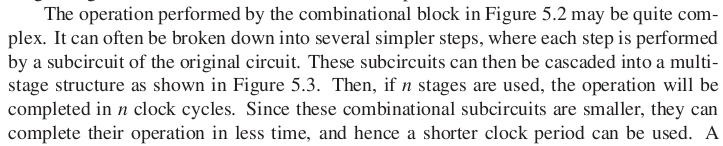 The operation performed by the combinational block in Figure 5.2 may be quite com-
plex. It can often be broken down into several simpler steps, where each step is performed
by a subcircuit of the original circuit. These subcircuits can then be cascaded into a multi-
stage structure as shown in Figure 5.3. Then, if n stages are used, the operation will be
completed in n clock cycles. Since these combinational subcircuits are smaller, they can
complete their operation in less time, and hence a shorter clock period can be used. A